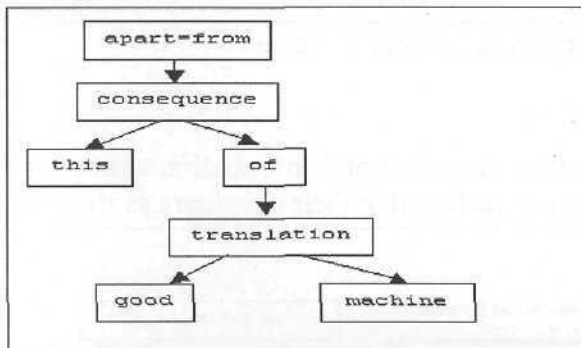 apart=from
consequence
this of
translation
good machine